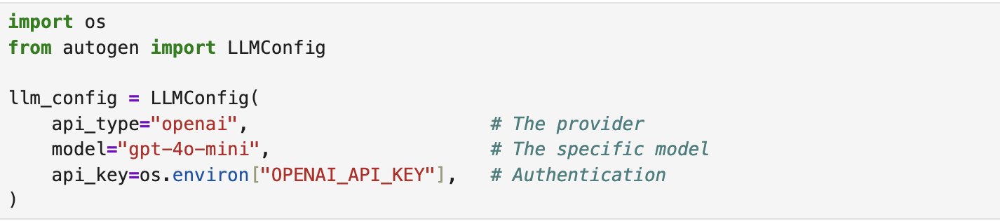 import os
from autogen import LLMConfig

llm_config = LLMConfig(
    api_type="openai",                      # The provider
    model="gpt-4o-mini",                    # The specific model
    api_key=os.environ["OPENAI_API_KEY"],   # Authentication
)